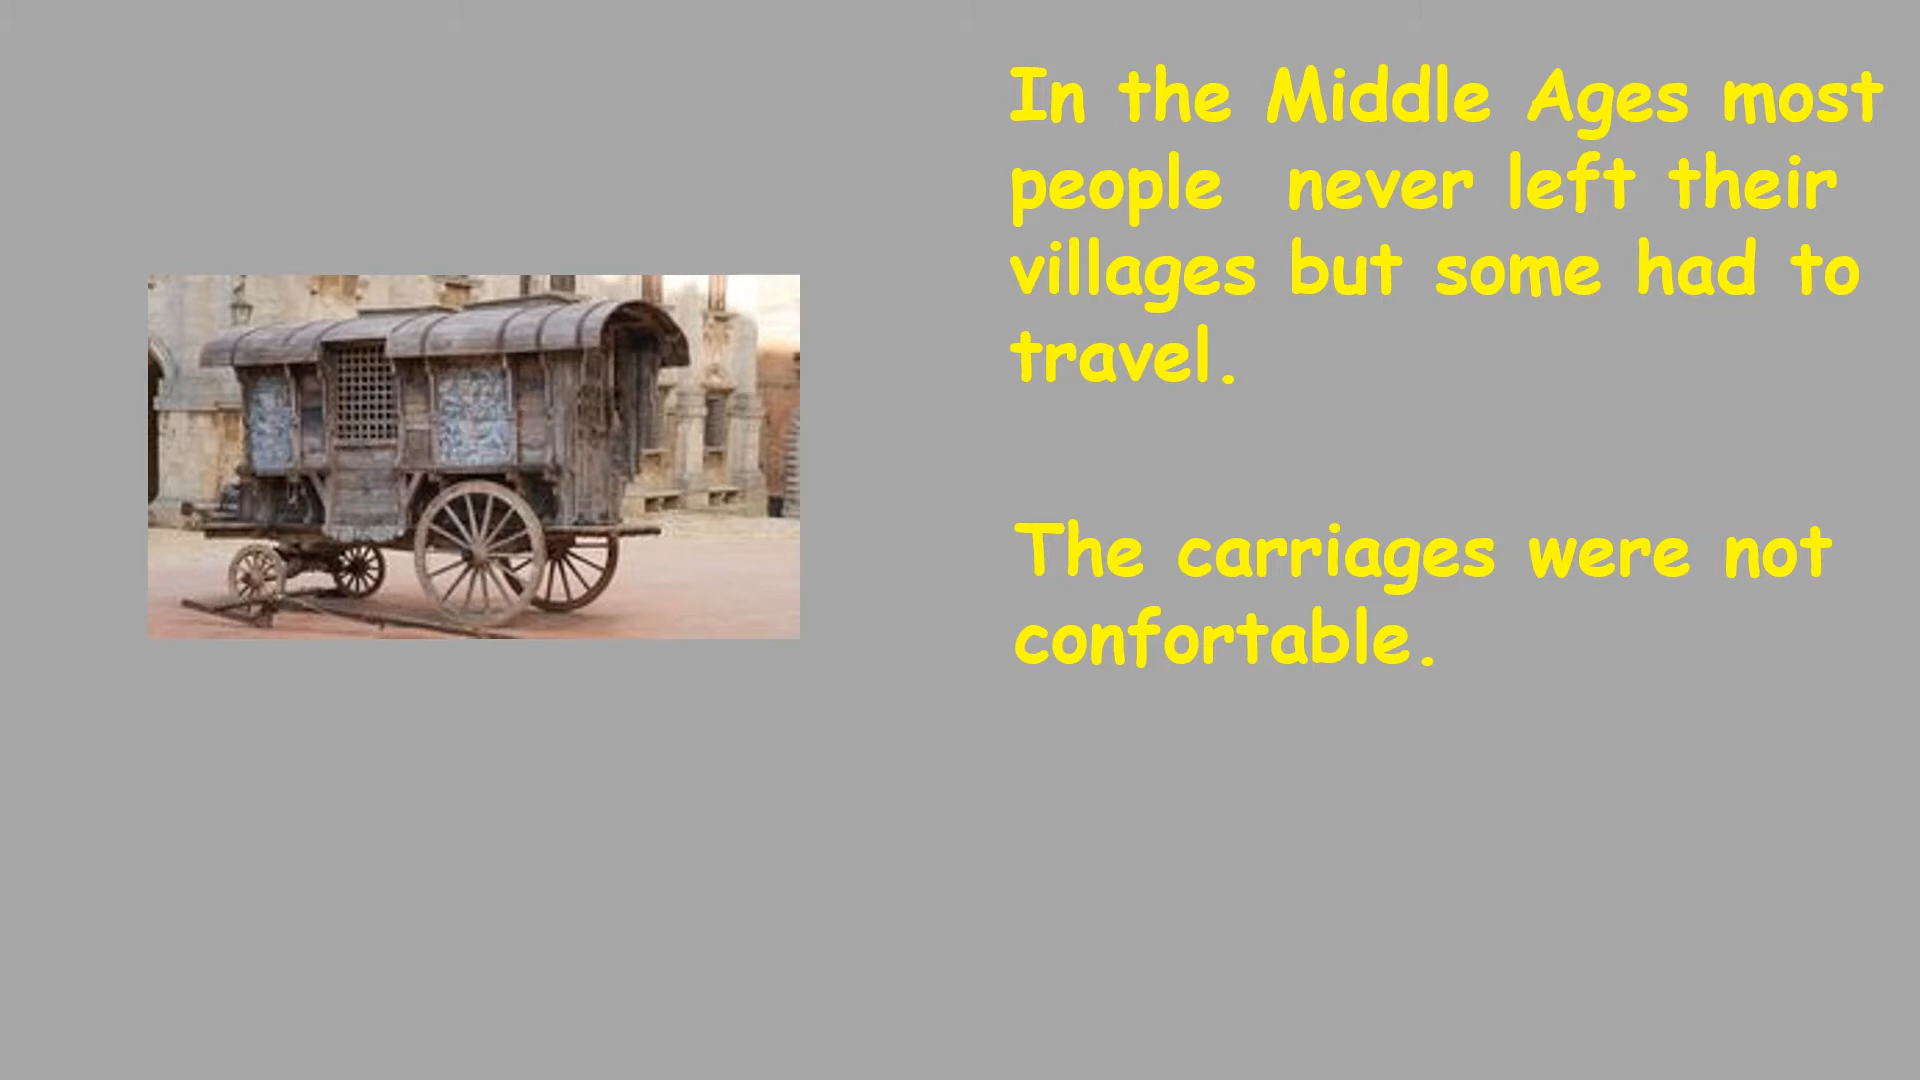 In the Middle Ages most
people  never left their
villages but some had to
travel.
The carriages were not
confortable.